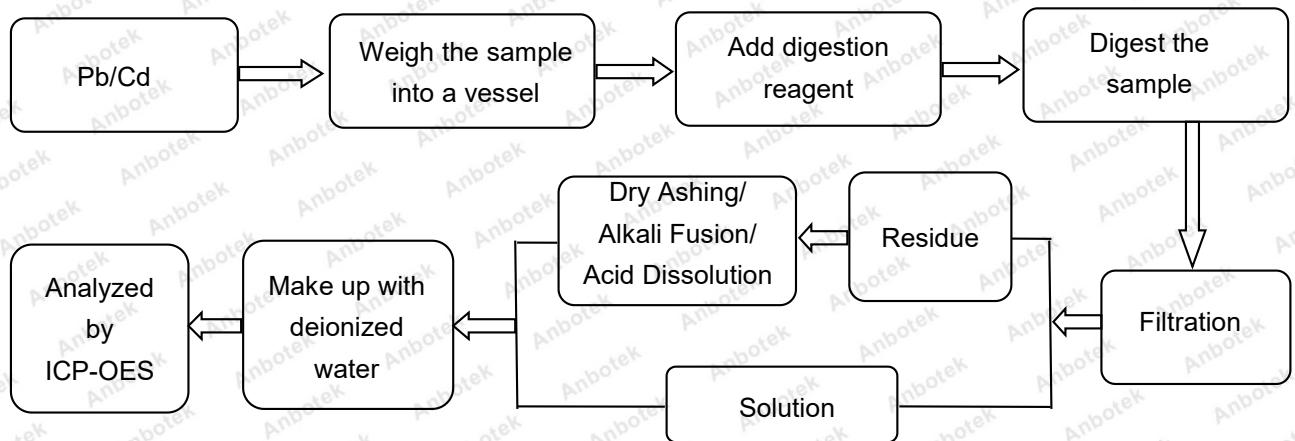 Pb/Cd
Weigh the sample
into a vessel
Add digestion
reagent
Digest the
sample
Filtration
Residue
Dry Ashing/
Alkali Fusion/
Acid Dissolution
Solution
Make up with
deionized
water
Analyzed
by
ICP-OES
Anbotek